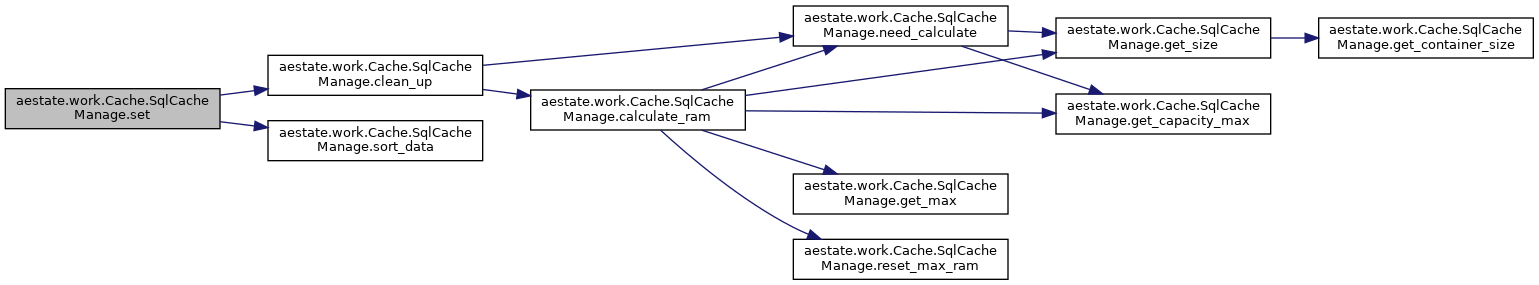 aestate.work.Cache.SqlCache
Manage.set
aestate.work.Cache.SqlCache
Manage.clean_up
aestate.work.Cache.SqlCache
Manage.sort_data
aestate.work.Cache.SqlCache
Manage.calculate_ram
aestate.work.Cache.SqlCache
Manage.need_calculate
aestate.work.Cache.SqlCache
Manage.get_max
aestate.work.Cache.SqlCache
Manage.reset_max_ram
aestate.work.Cache.SqlCache
Manage.get_size
aestate.work.Cache.SqlCache
Manage.get_capacity_max
aestate.work.Cache.SqlCache
Manage.get_container_size